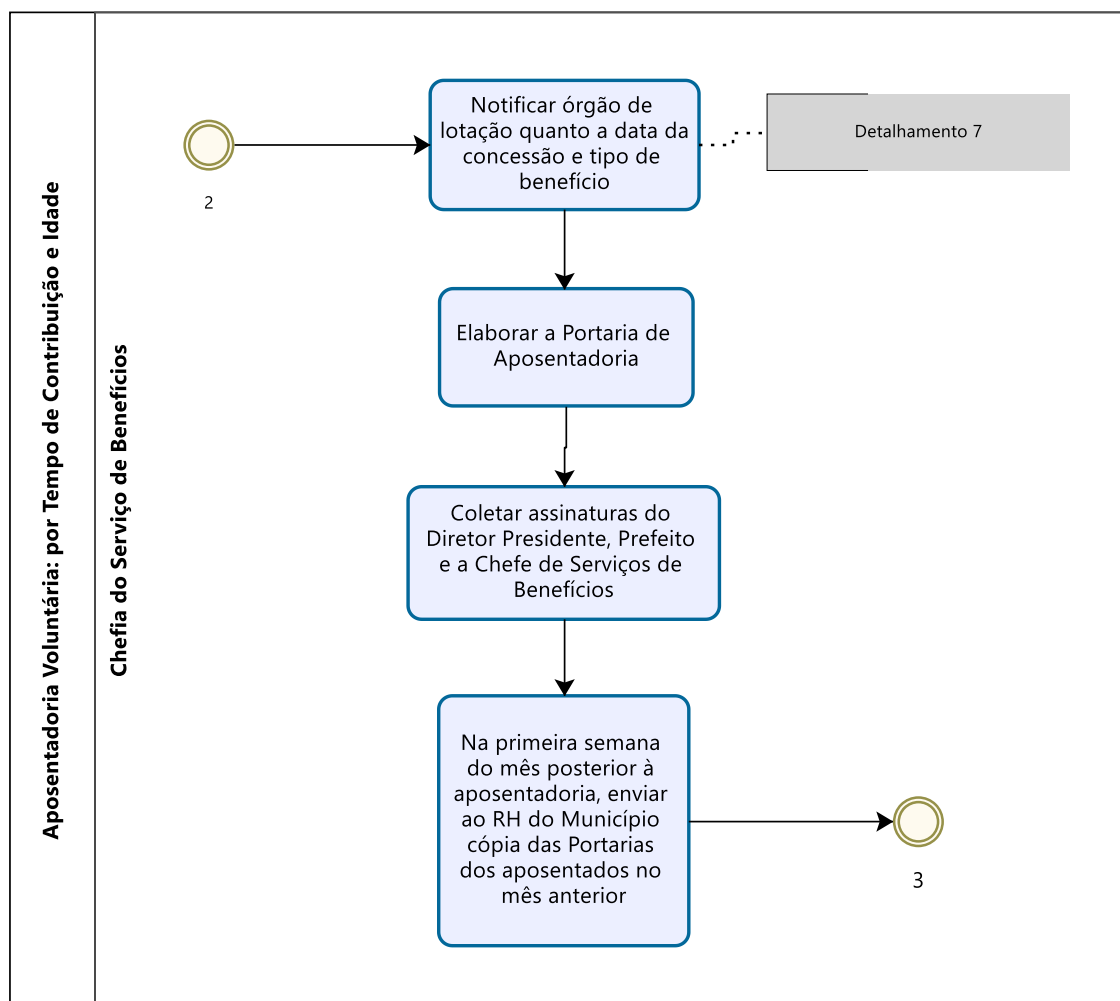 Aposentadoria Voluntária: por Tempo de Contribuição e Idade
Chefia do Serviço de Benefícios
2
Notificar órgão de
lotação quanto a data da
concessão e tipo de
benefício
Detalhamento 7
Elaborar a Portaria de
Aposentadoria
Coletar assinaturas do
Diretor Presidente, Prefeito
e a Chefe de Serviços de
Benefícios
Na primeira semana
do mês posterior à
aposentadoria, enviar
ao RH do Município
cópia das Portarias
dos aposentados no
mês anterior
3